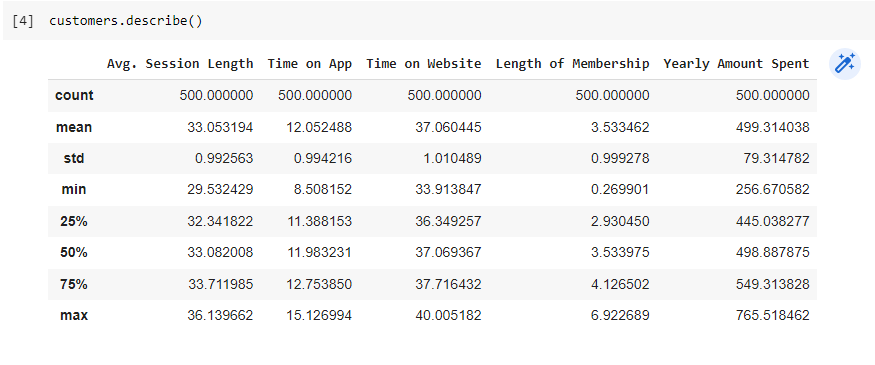 [4] customers.describe()
Avg. Session Length Time on App Time on Website Length of Membership Yearly Amount Spent
count 500.000000 500.000000 500.000000 500.000000 500.000000
mean 33.053194 12.052488 37.060445 3.533462 499.314038
std 0.992563 0.994216 1.010489 0.999278 79.314782
min 29.532429 8.508152 33.913847 0.269901 256.670582
25% 32.341822 11.388153 36.349257 2.930450 445.038277
50% 33.082008 11.983231 37.069367 3.533975 498.887875
75% 33.711985 12.753850 37.716432 4.126502 549.313828
max 36.139662 15.126994 40.005182 6.922689 765.518462